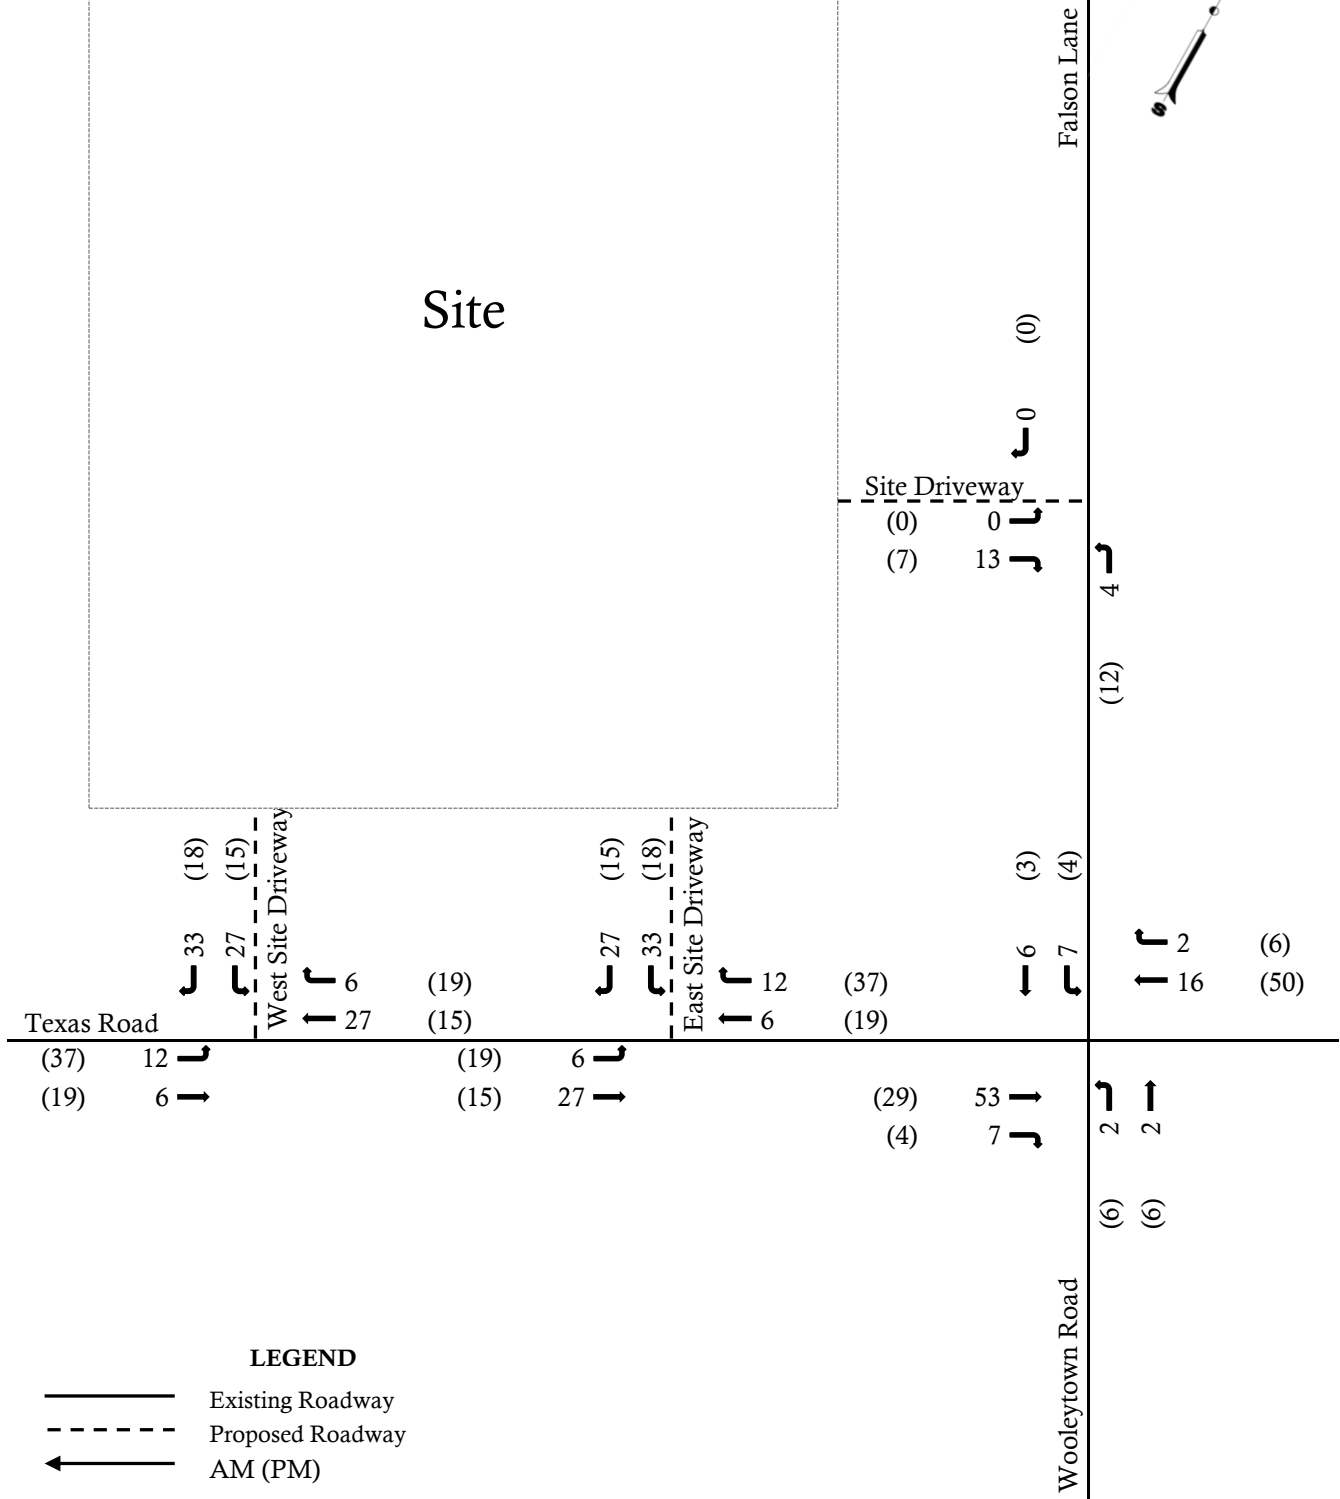 Falson Lane
S
Site
(0)
0
Site Driveway
(0) 0
(7) 13
4
(12)
(18) (15)
33 27
West Site Driveway
(15) (18)
27 33
East Site Driveway
(3) (4)
6 7
2 (6)
6 (19)
12 (37)
16 (50)
27 (15)
6 (19)
Texas Road
(37) 12
(19) 6
(19) 6
(15) 27
(29) 53
(4) 7
2 2
(6) (6)
Wooleytown Road
LEGEND
Existing Roadway
Proposed Roadway
AM (PM)